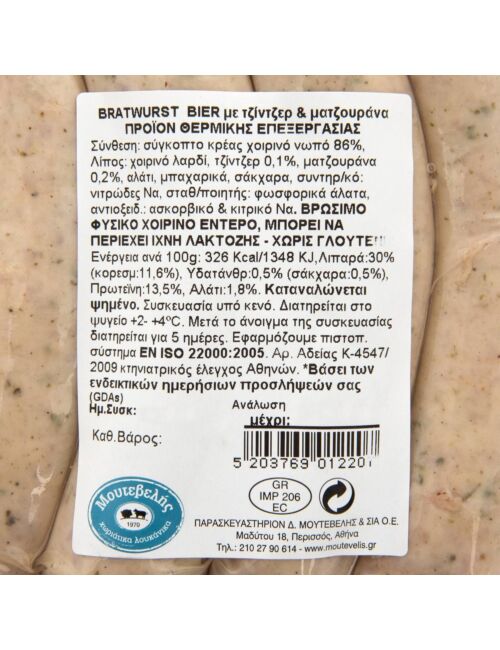 BRATWURST BIER με τζίντζερ & ματζουράνα
ΠΡΟΪΟΝ ΘΕΡΜΙΚΗΣ ΕΠΕΞΕΡΓΑΣΙΑΣ
Σύνθεση: σύγκοπτο κρέας χοιρινό νωπό 86%,
Λίπος: χοιρινό λαρδί, τζίντζερ 0,1%, ματζουράνα
0,2%, αλάτι, μπαχαρικά, σάκχαρα, συντηρ/κό:
νιτρώδες Να, σταθ/ποιητής: φωσφορικά άλατα,
αντιοξειδ.: ασκορβικό & κιτρικό Να. ΒΡΩΣΙΜΟ
ΦΥΣΙΚΟ ΧΟΙΡΙΝΟ ΕΝΤΕΡΟ, ΜΠΟΡΕΙ ΝΑ
ΠΕΡΙΕΧΕΙ ΙΧΝΗ ΛΑΚΤΟΖΗΣ - ΧΩΡΙΣ ΓΛΟΥΤΕ
Ενέργεια ανά 100g: 326 Kcal/1348 KJ, Λιπαρά:30%
(κορεσμ:11,6%), Υδατάνθρ:0,5% (σάκχαρα:0,5%),
Πρωτείνη:13,5%, Αλάτι:1,8%. Καταναλώνεται
ψημένο. Συσκευασία υπό κενό. Διατηρείται στο
ψυγείο +2- +4ºC. Μετά το άνοιγμα της συσκευασίας
διατηρείται για 5 ημέρες. Εφαρμόζουμε πιστοπ.
σύστημα EN ISO 22000:2005. Αρ. Αδείας Κ-4547/
2009 κτηνιατρικός έλεγχος Αθηνών. *Βάσει των
ενδεικτικών ημερήσιων προσλήψεών σας
(GDAs)
Ημ.Συσκ:
Ανάλωση
μέχρι:
Καθ.Βάρος:
5 203769 01220
Μουτεβελής
1970
χωριάτικα λουκάνικα
GR
IMP 206
EC
ΠΑΡΑΣΚΕΥΑΣΤΗΡΙΟΝ Δ. ΜΟΥΤΕΒΕΛΗΣ & ΣΙΑ Ο.Ε.
Μαδύτου 18, Περισσός, Αθήνα
Τηλ.: 210 27 90 614 - www.moutevelis.gr